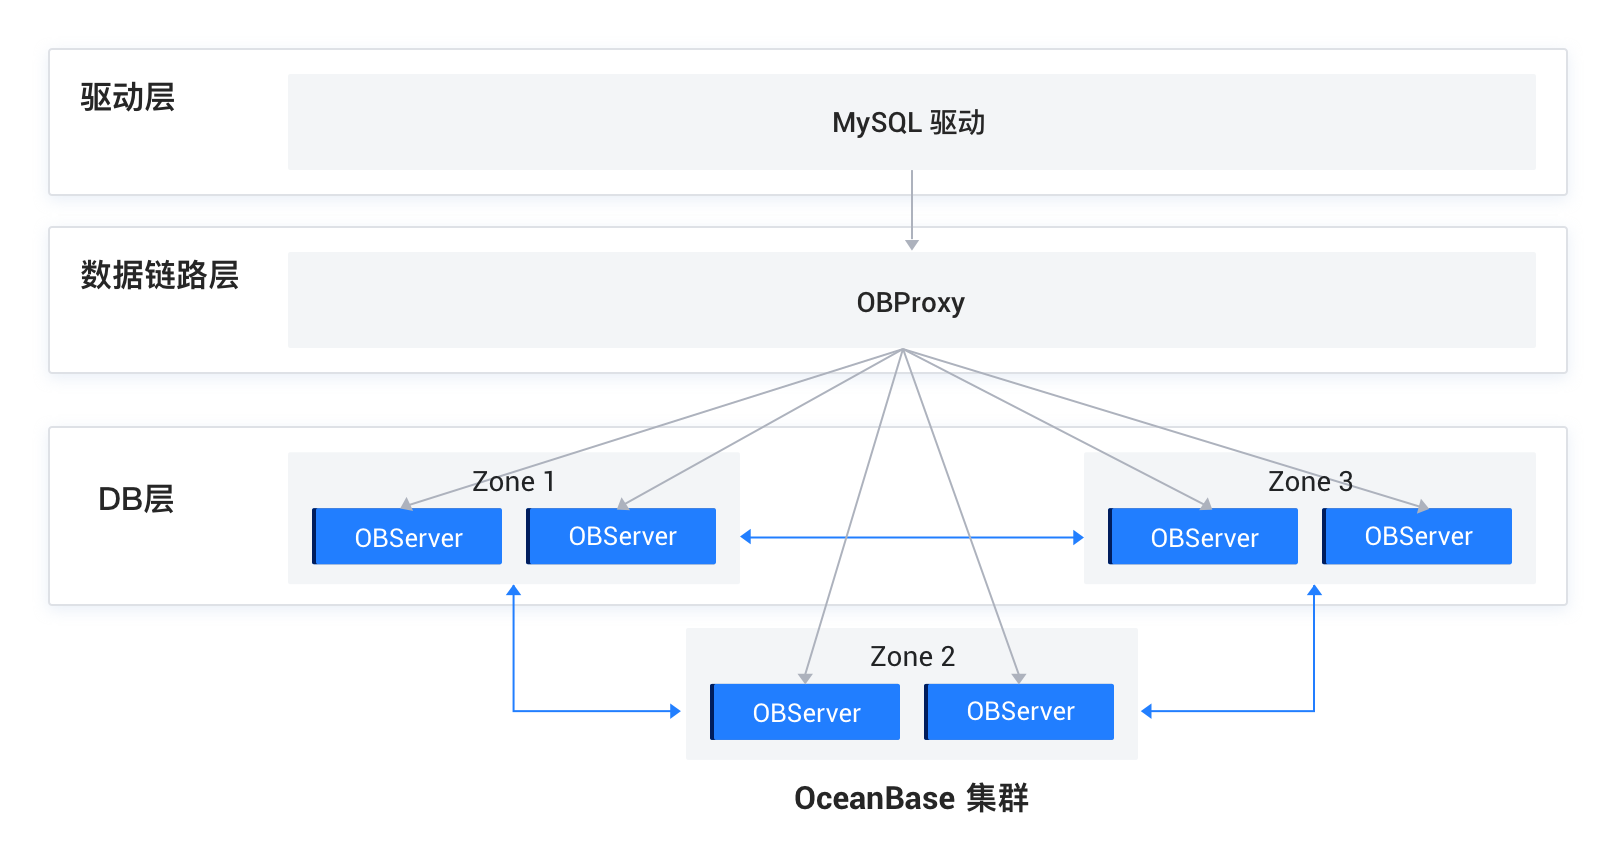 驱动层
MySQL 驱动
数据链路层
OBProxy
DB层
Zone 1
OBServer
OBServer
Zone 3
OBServer
OBServer
Zone 2
OBServer
OBServer
OceanBase 集群